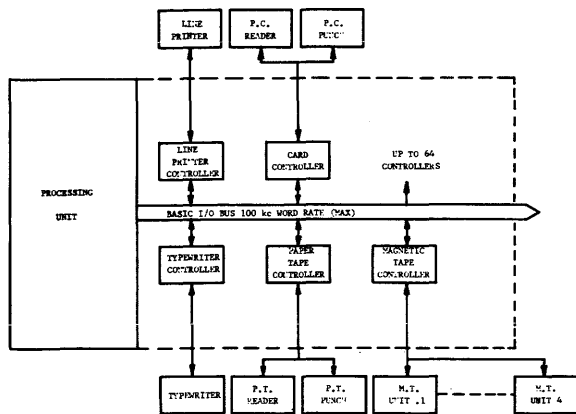 LINE
PRINTER
P.C.
READER
P.C.
PUNCH
LINE
PRINTER
CONTROLLER
CARD
CONTROLLER
UP TO 64
CONTROLLERS
PROCESSING
UNIT
BASIC I/O BUS 100 kc WORD RATE (MAX)
TYPEWRITER
CONTROLLER
PAPER
TAPE
CONTROLLER
MAGNETIC
TAPE
CONTROLLER
TYPEWRITER
P.T.
READER
P.T.
PUNCH
M.T.
UNIT .1
M.T.
UNIT 4